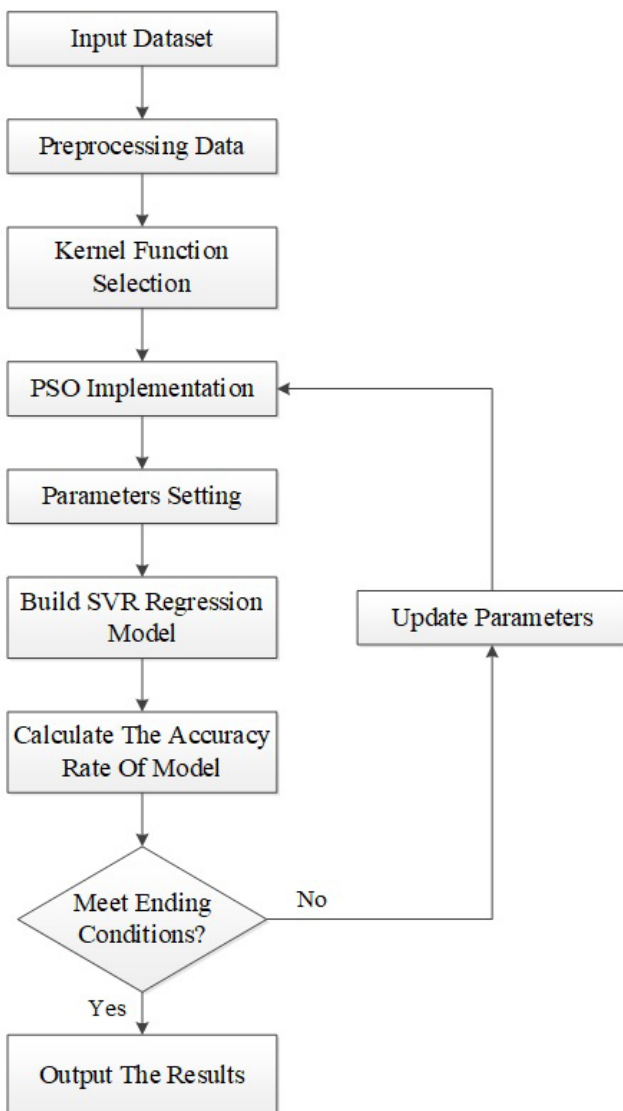 Input Dataset
Preprocessing Data
Kernel Function
Selection
PSO Implementation
Parameters Setting
Build SVR Regression
Model
Update Parameters
Calculate The Accuracy
Rate Of Model
Meet Ending
Conditions?
No
Yes
Output The Results